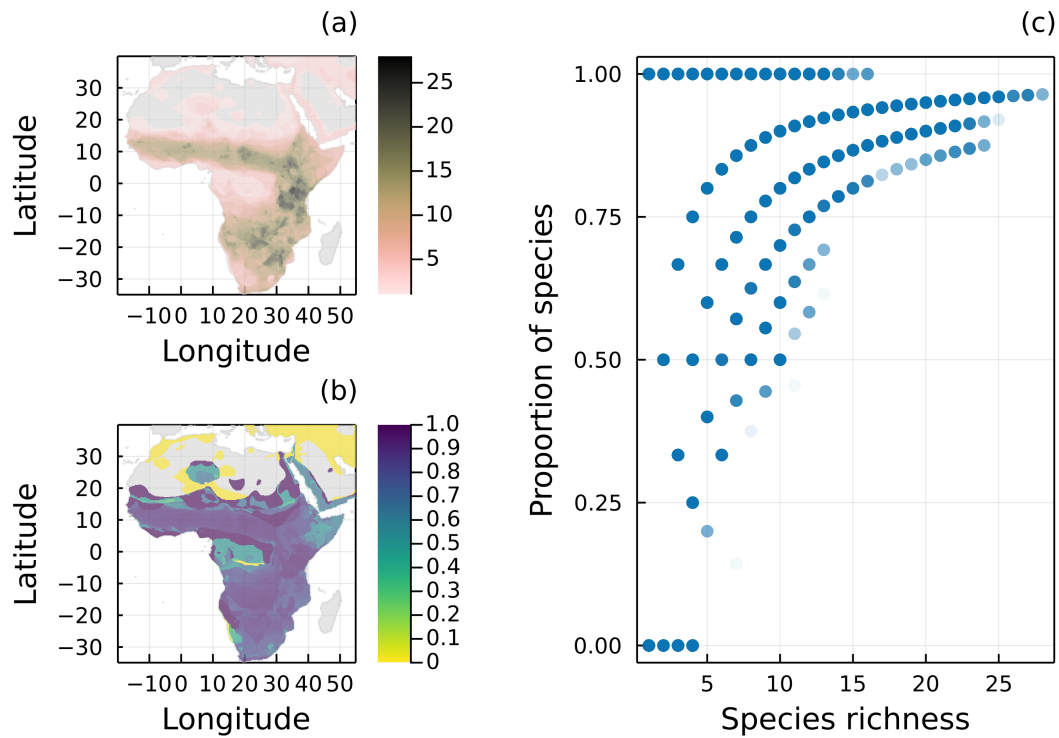 (a)
30
20
10
0
−10
−20
−30
Latitude
−10 0 10 20 30 40 50
Longitude
25
20
15
10
5
(b)
30
20
10
0
−10
−20
−30
Latitude
−10 0 10 20 30 40 50
Longitude
1.0
0.9
0.8
0.7
0.6
0.5
0.4
0.3
0.2
0.1
0
(c)
1.00
0.75
0.50
0.25
0.00
Proportion of species
5 10 15 20 25
Species richness